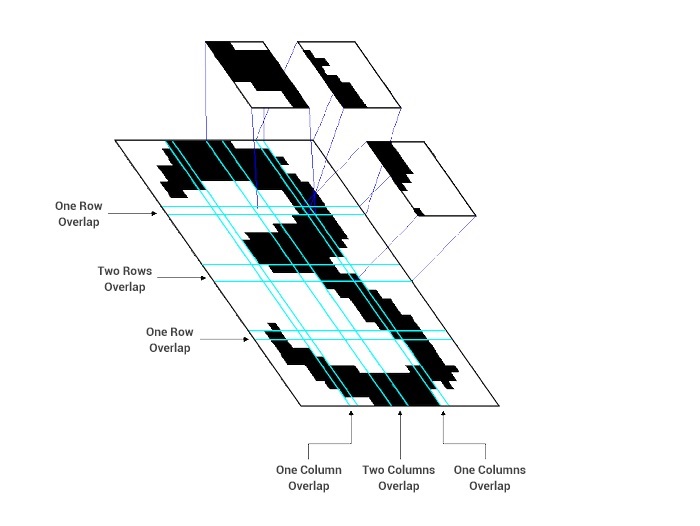 One Row
Overlap
Two Rows
Overlap
One Row
Overlap
One Column
Overlap
Two Columns
Overlap
One Columns
Overlap